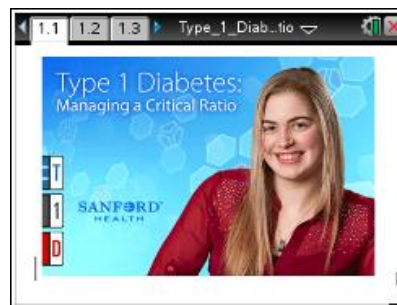 1.1 1.2 1.3 Type_1_Diab...tio
Type 1 Diabetes:
Managing a Critical Ratio
T
1
D
SANFORD
HEALTH